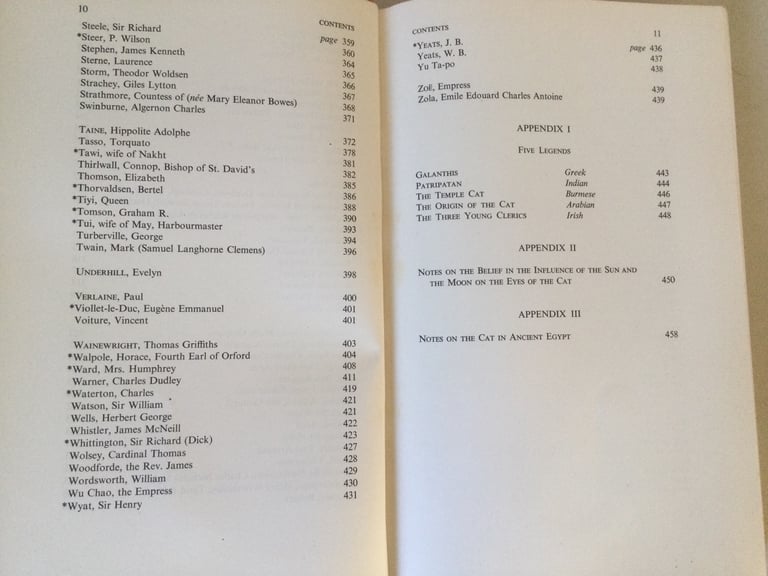 10
CONTENTS
Steele, Sir Richard page 359
*Steer, P. Wilson 360
Stephen, James Kenneth 364
Sterne, Laurence 365
Storm, Theodor Woldsen 366
Strachey, Giles Lytton 367
Strathmore, Countess of (née Mary Eleanor Bowes) 368
Swinburne, Algernon Charles 371
TAINE, Hippolite Adolphe 372
Tasso, Torquato 378
*Tawi, wife of Nakht 381
Thirlwall, Connop, Bishop of St. David's 382
Thomson, Elizabeth 385
*Thorvaldsen, Bertel 386
*Tiyi, Queen 388
*Tomson, Graham R. 390
*Tui, wife of May, Harbourmaster 393
Turberville, George 394
Twain, Mark (Samuel Langhorne Clemens) 396
UNDERHILL, Evelyn 398
VERLAINE, Paul 400
*Viollet-le-Duc, Eugène Emmanuel 401
Voiture, Vincent 401
WAINEWRIGHT, Thomas Griffiths 403
*Walpole, Horace, Fourth Earl of Orford 404
*Ward, Mrs. Humphrey 408
Warner, Charles Dudley 411
*Waterton, Charles 419
Watson, Sir William 421
Wells, Herbert George 421
Whistler, James McNeill 422
*Whittington, Sir Richard (Dick) 423
Wolsey, Cardinal Thomas 427
Woodforde, the Rev. James 428
Wordsworth, William 429
Wu Chao, the Empress 430
*Wyat, Sir Henry 431
CONTENTS
11
*YEATS, J. B. page 436
Yeats, W. B. 437
Yu Ta-po 438
Zoë, Empress 439
Zola, Emile Edouard Charles Antoine 439
APPENDIX I
FIVE LEGENDS
GALANTHIS Greek 443
PATRIPATAN Indian 444
THE TEMPLE CAT Burmese 446
THE ORIGIN OF THE CAT Arabian 447
THE THREE YOUNG CLERICS Irish 448
APPENDIX II
NOTES ON THE BELIEF IN THE INFLUENCE OF THE SUN AND
THE MOON ON THE EYES OF THE CAT 450
APPENDIX III
NOTES ON THE CAT IN ANCIENT EGYPT 458